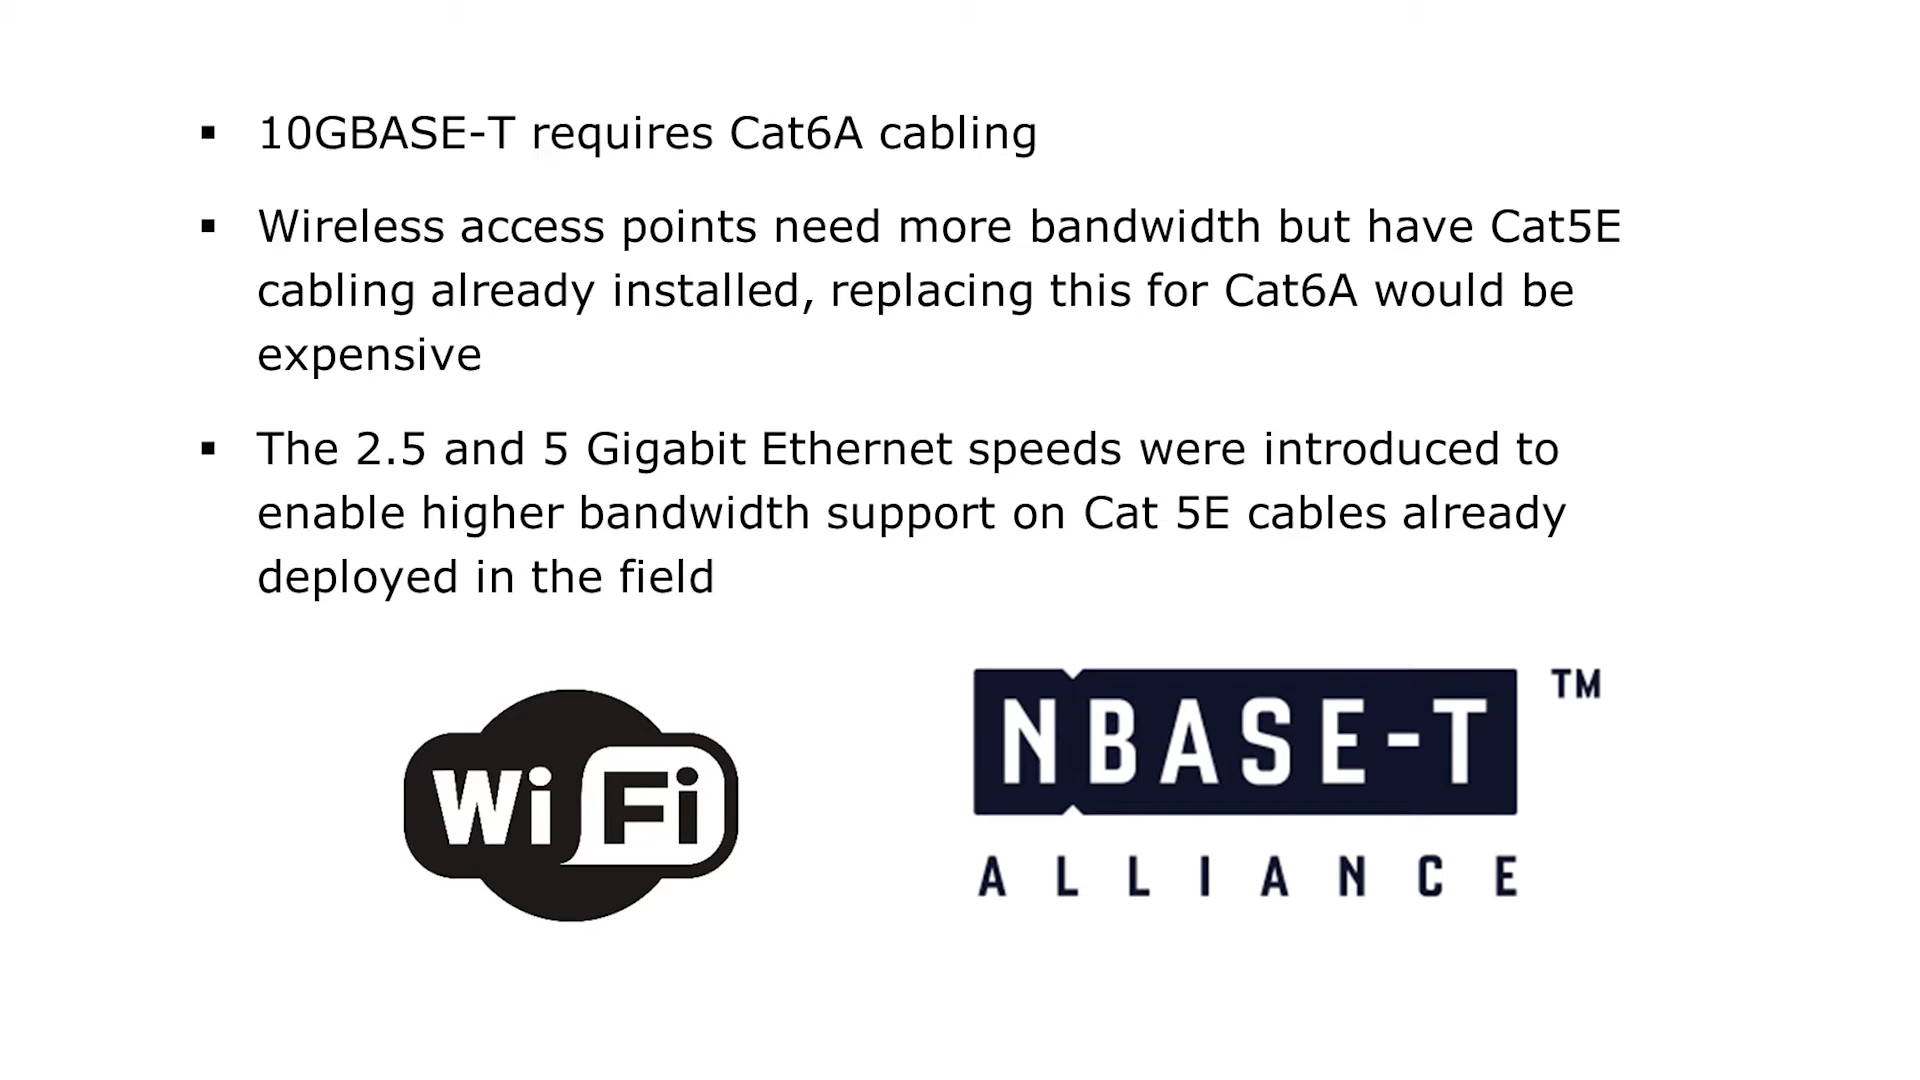 ▪ 10GBASE-T requires Cat6A cabling
▪ Wireless access points need more bandwidth but have Cat5E
cabling already installed, replacing this for Cat6A would be
expensive
▪ The 2.5 and 5 Gigabit Ethernet speeds were introduced to
enable higher bandwidth support on Cat 5E cables already
deployed in the field
Wi Fi
NBASE-T ™
ALLIANCE